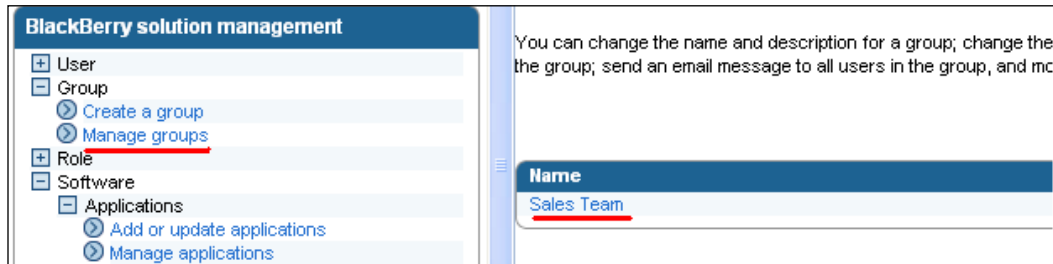 BlackBerry solution management
User
Group
Create a group
Manage groups
Role
Software
Applications
Add or update applications
Manage applications
You can change the name and description for a group; change the
the group; send an email message to all users in the group, and mo
Name
Sales Team